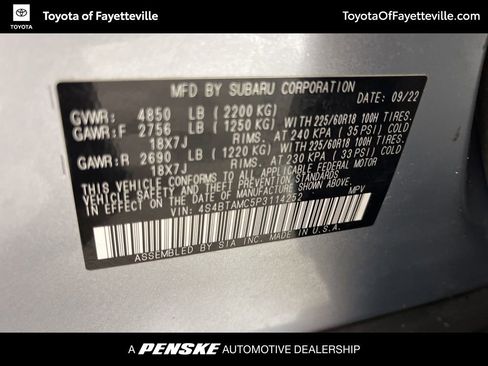 TOYOTA
Toyota of Fayetteville
ToyotaOfFayetteville.com
MFD BY SUBARU CORPORATION DATE: 09/22
GVWR: 4850 LB ( 2200 KG)
GAWR:F 2756 LB ( 1250 KG) WITH 225/60R18 100H TIRES,
18X7J RIMS, AT 240 KPA ( 35 PSI) COLD
GAWR:R 2690 LB ( 1220 KG) WITH 225/60R18 100H TIRES,
18X7J RIMS, AT 230 KPA ( 33 PSI) COLD
THIS VEHICLE CONFORMS TO ALL APPLICABLE FEDERAL MOTOR
VEHICLE SAFETY AND THEFT PREVENTION STANDARDS IN
EFFECT ON THE DATE OF MANUFACTURE SHOWN ABOVE.
VIN: 4S4BTAMC5P3114252 MPV
ASSEMBLED BY SIA INC. MADE IN U.S.A.
A PENSKE AUTOMOTIVE DEALERSHIP